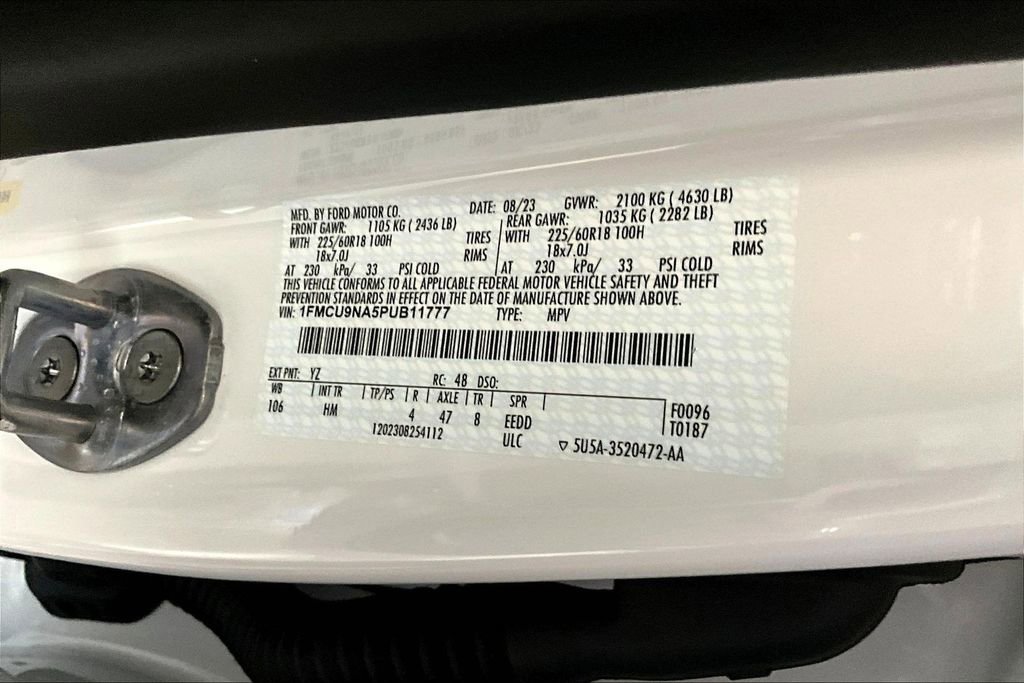 MFD. BY FORD MOTOR CO. DATE: 08/23 GVWR: 2100 KG ( 4630 LB)
FRONT GAWR: 1105 KG ( 2436 LB) REAR GAWR: 1035 KG ( 2282 LB)
WITH 225/60R18 100H TIRES WITH 225/60R18 100H TIRES
18x7.0J RIMS 18x7.0J RIMS
AT 230 kPa/ 33 PSI COLD AT 230 kPa/ 33 PSI COLD
THIS VEHICLE CONFORMS TO ALL APPLICABLE FEDERAL MOTOR VEHICLE SAFETY AND THEFT
PREVENTION STANDARDS IN EFFECT ON THE DATE OF MANUFACTURE SHOWN ABOVE.
VIN: 1FMCU9NA5PUB11777 TYPE: MPV
EXT PNT: YZ RC: 48 DSO:
WB INT TR TP/PS R AXLE TR SPR F0096
106 HM 4 47 8 EEDD T0187
1202308254112 ULC ▽ 5U5A-3520472-AA